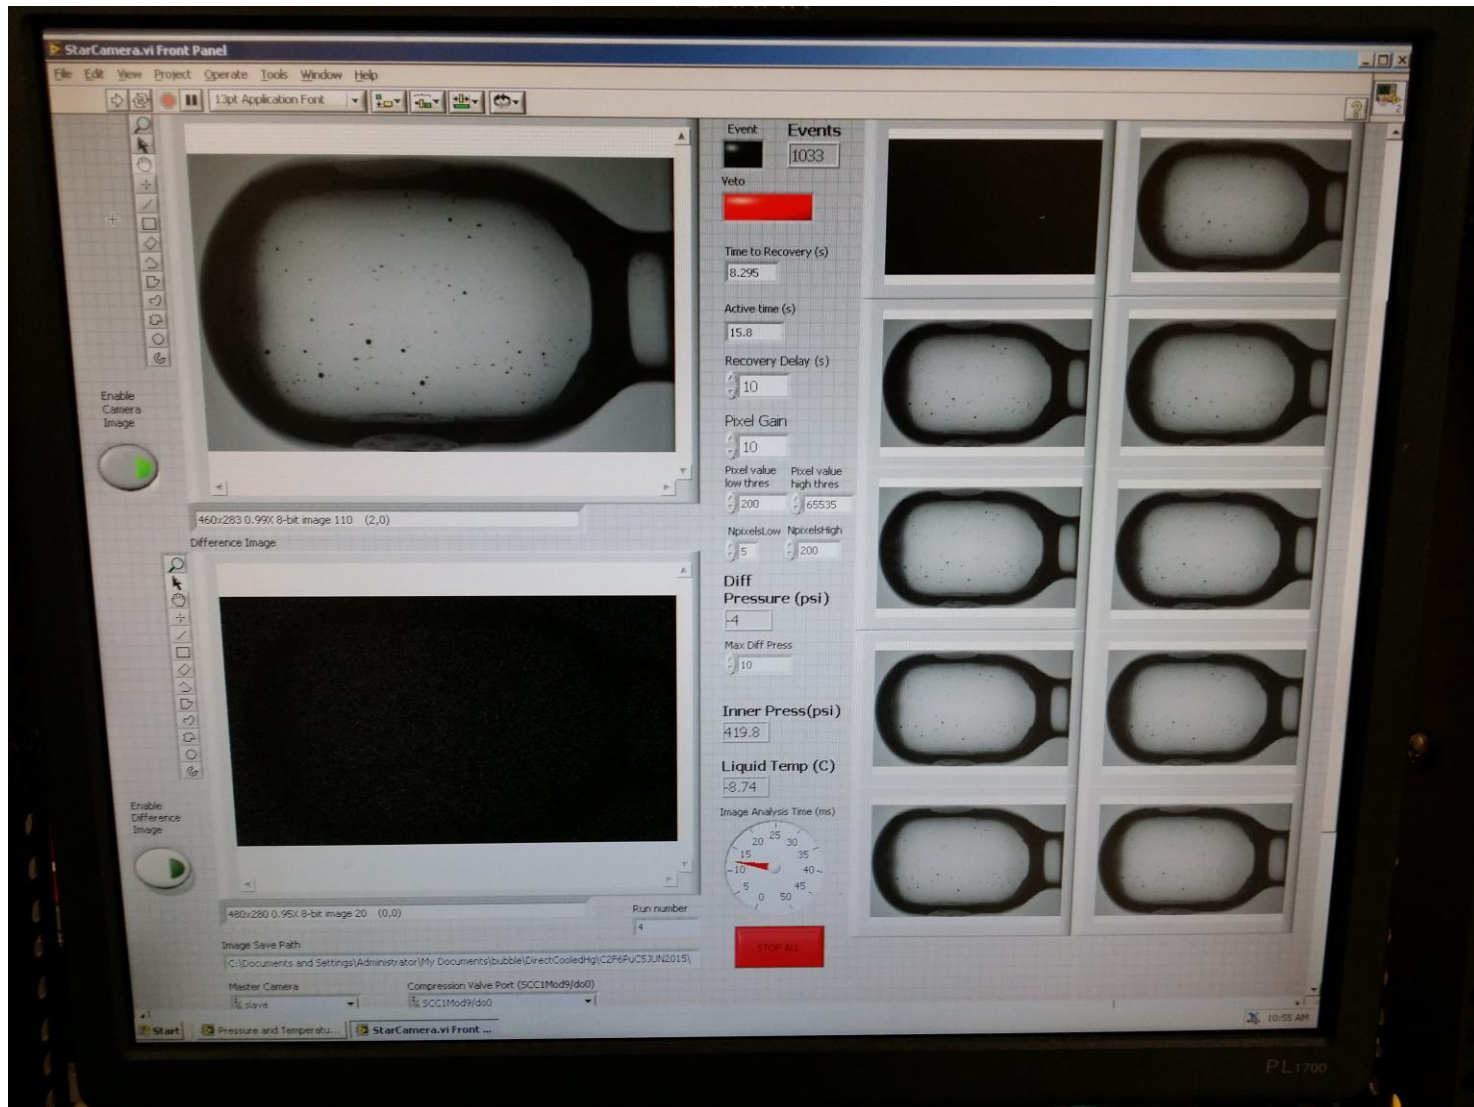 StarCamera.vi Front Panel
File Edit View Project Operate Tools Window Help
13pt Application Font
2
Enable
Camera
Image
460x283 0.99X 8-bit image 110 (2,0)
Difference Image
Enable
Difference
Image
480x280 0.95X 8-bit image 20 (0,0)
Run number
4
Image Save Path
C:\Documents and Settings\Administrator\My Documents\bubble\DirectCooledHg\C2F6PuC5JUN2015\
Master Camera
slave
Compression Valve Port (SCC1Mod9/do0)
SCC1Mod9/do0
Event Events
1033
Veto
Time to Recovery (s)
8.295
Active time (s)
15.8
Recovery Delay (s)
10
Pixel Gain
10
Pixel value low thres
200
Pixel value high thres
65535
NpixelsLow NpixelsHigh
5 200
Diff
Pressure (psi)
-4
Max Diff Press
10
Inner Press(psi)
419.8
Liquid Temp (C)
-8.74
Image Analysis Time (ms)
0 5 10 15 20 25 30 35 40 45 50
STOP ALL
Start Pressure and Temperatu... StarCamera.vi Front ...
10:55 AM
PL1700